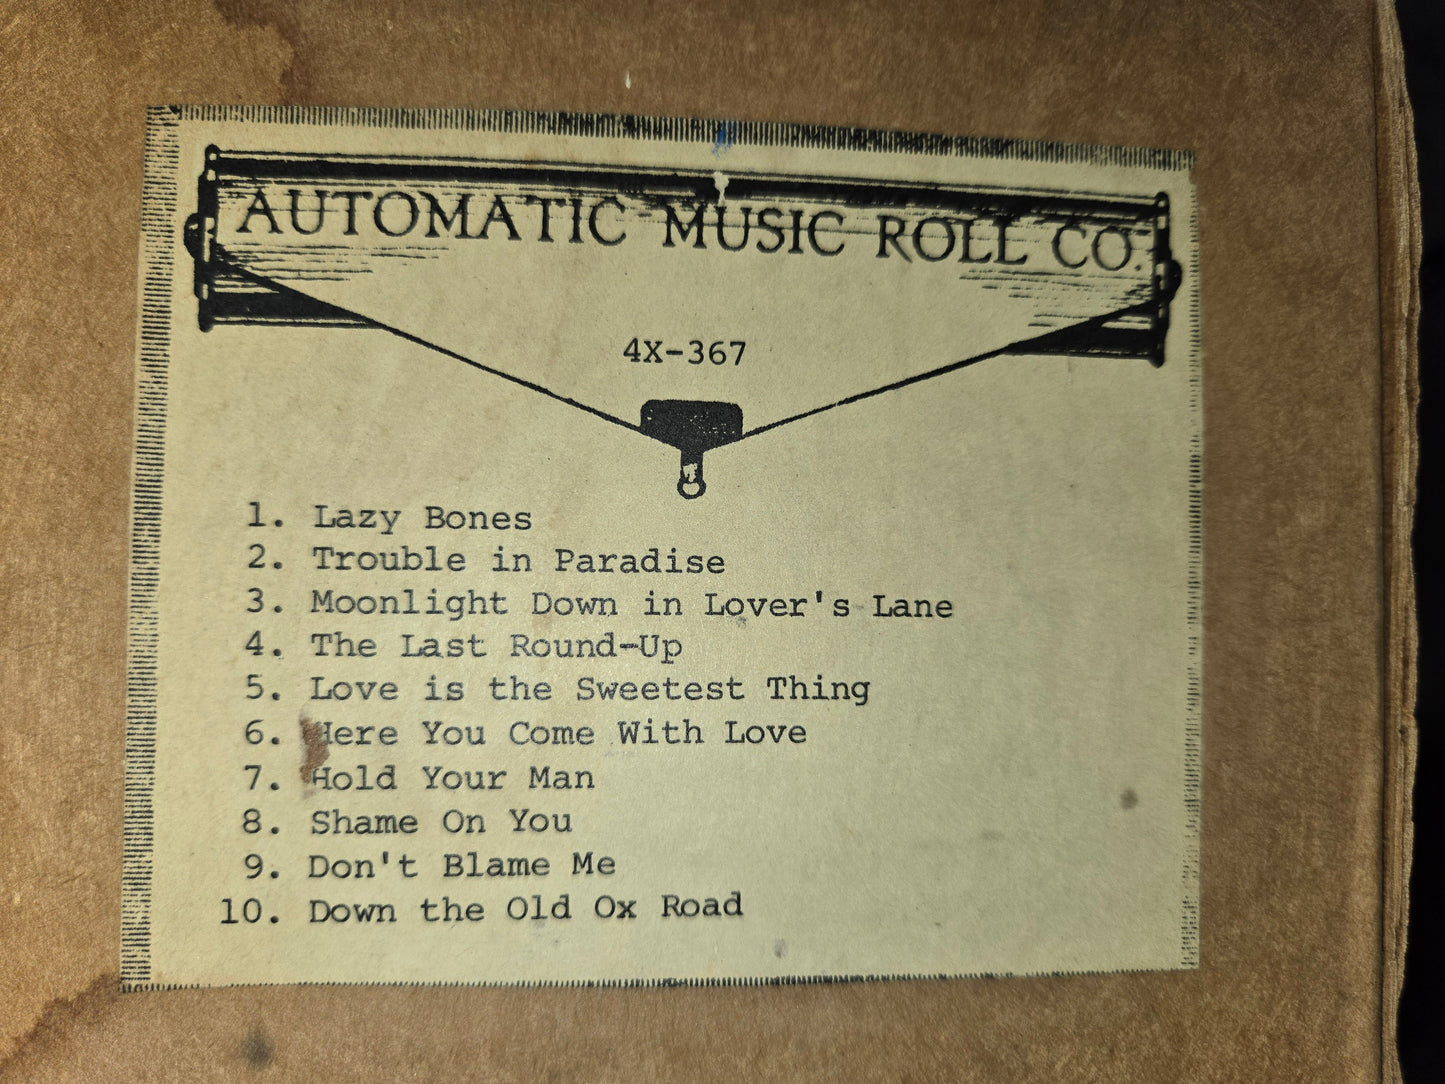 AUTOMATIC MUSIC ROLL CO.
4X-367
1. Lazy Bones
2. Trouble in Paradise
3. Moonlight Down in Lover's Lane
4. The Last Round-Up
5. Love is the Sweetest Thing
6. Here You Come With Love
7. Hold Your Man
8. Shame On You
9. Don't Blame Me
10. Down the Old Ox Road